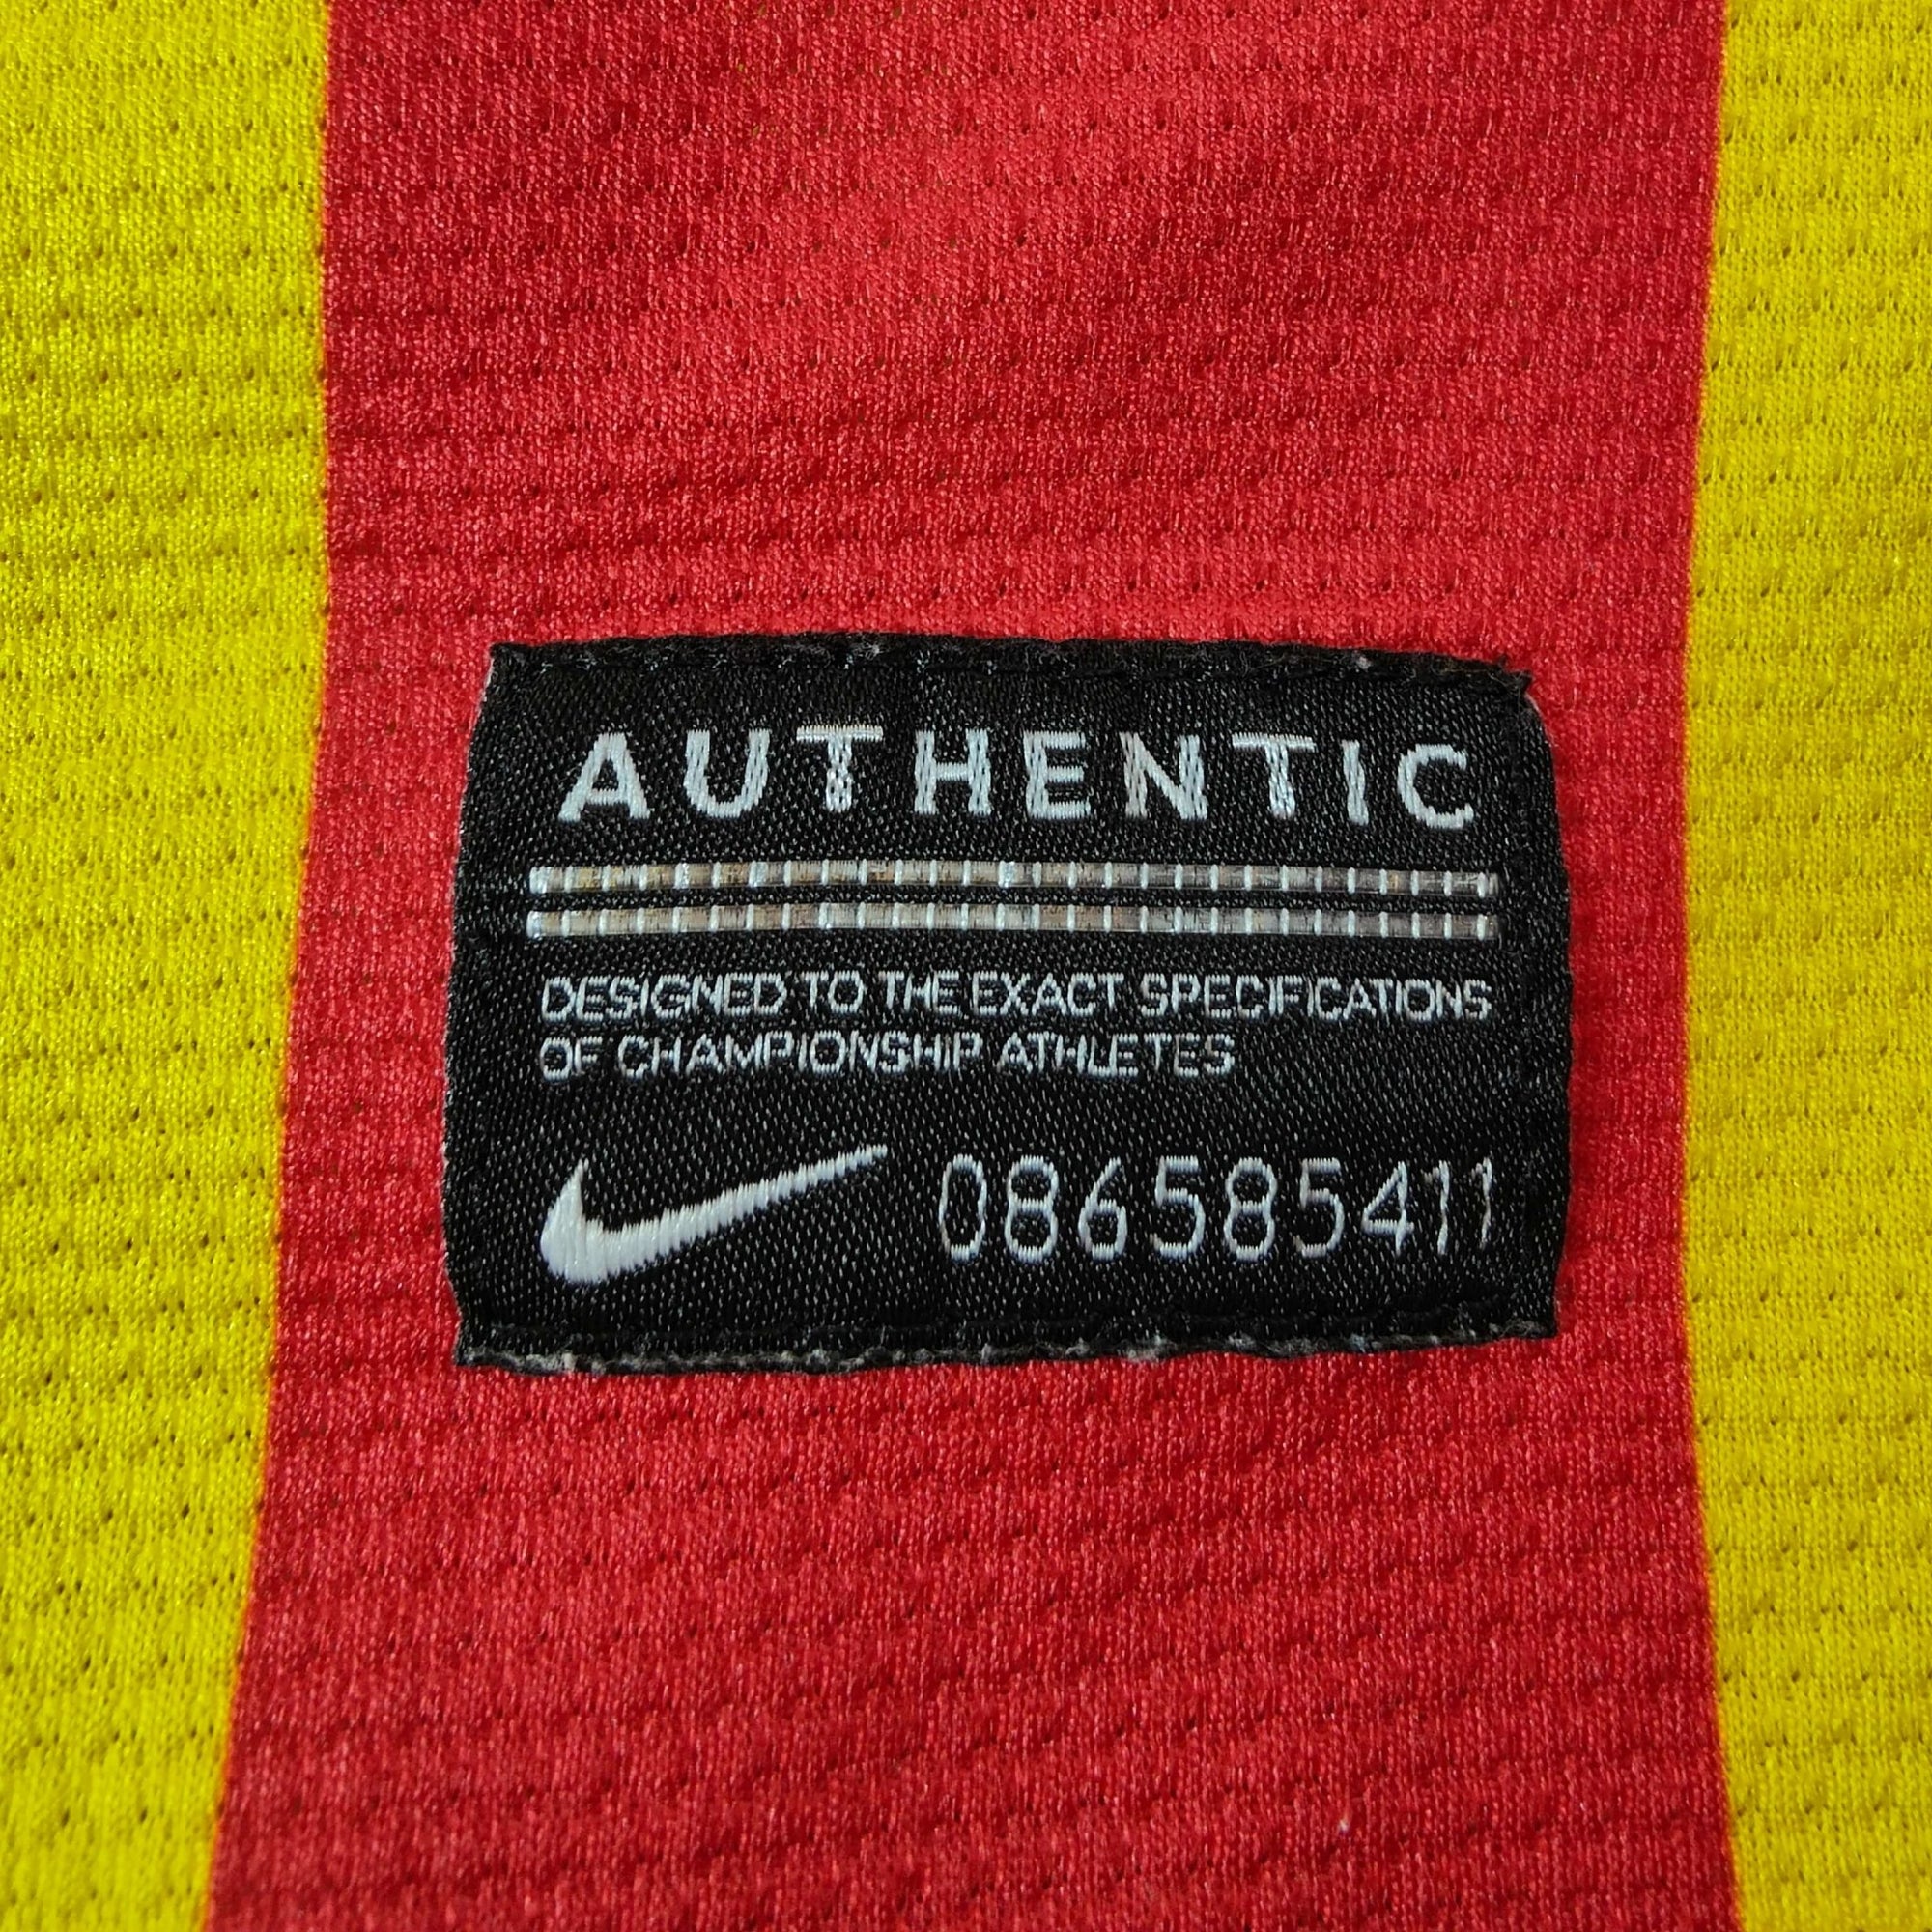 AUTHENTIC
DESIGNED TO THE EXACT SPECIFICATIONS
OF CHAMPIONSHIP ATHLETES
086585411